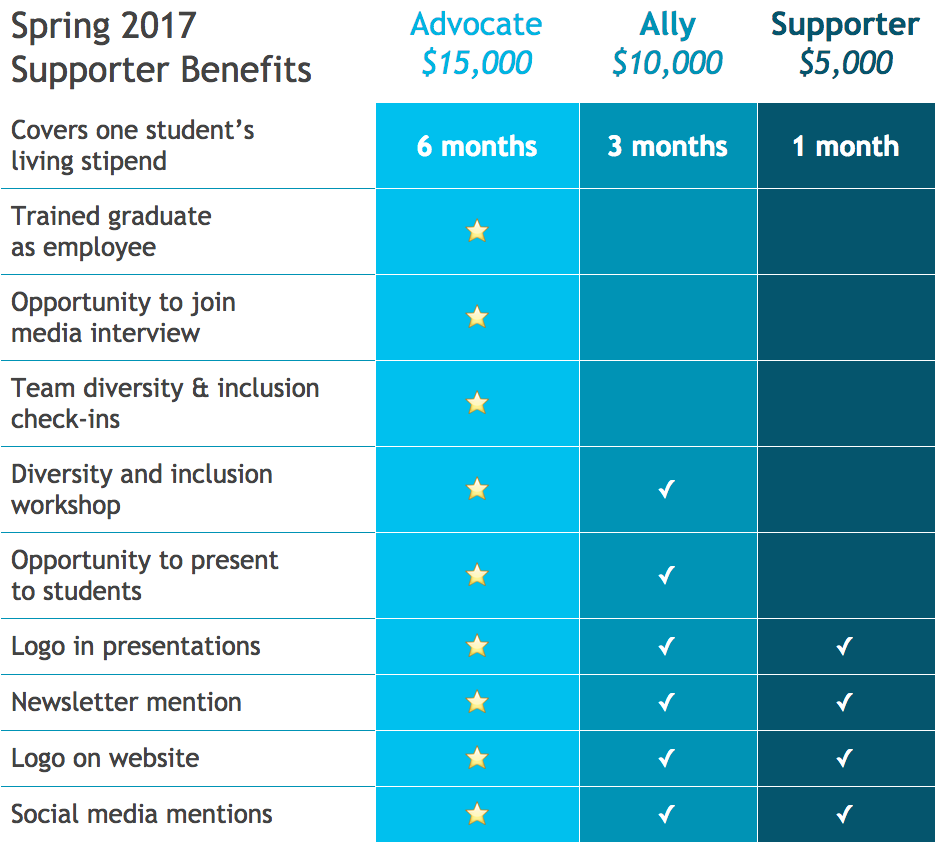 Spring 2017
Supporter Benefits
Advocate
$15,000
Ally
$10,000
Supporter
$5,000
Covers one student's
living stipend
6 months
3 months
1 month
Trained graduate
as employee
Opportunity to join
media interview
Team diversity & inclusion
check-ins
Diversity and inclusion
workshop
Opportunity to present
to students
Logo in presentations
Newsletter mention
Logo on website
Social media mentions